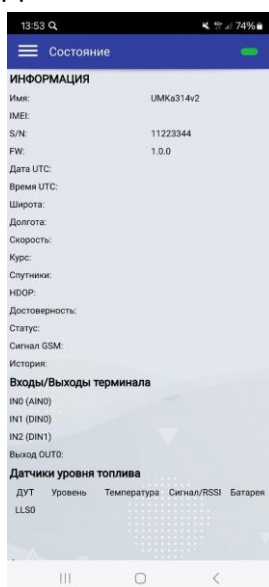 13:53 74%
Состояние
ИНФОРМАЦИЯ
Имя: UMKa314v2
IMEI:
S/N: 11223344
FW: 1.0.0
Дата UTC:
Время UTC:
Широта:
Долгота:
Скорость:
Курс:
Спутники:
HDOP:
Достоверность:
Статус:
Сигнал GSM:
История:
Входы/Выходы терминала
IN0 (AIN0)
IN1 (DIN0)
IN2 (DIN1)
Выход OUT0:
Датчики уровня топлива
ДУТ Уровень Температура Сигнал/RSSI Батарея
LLS0